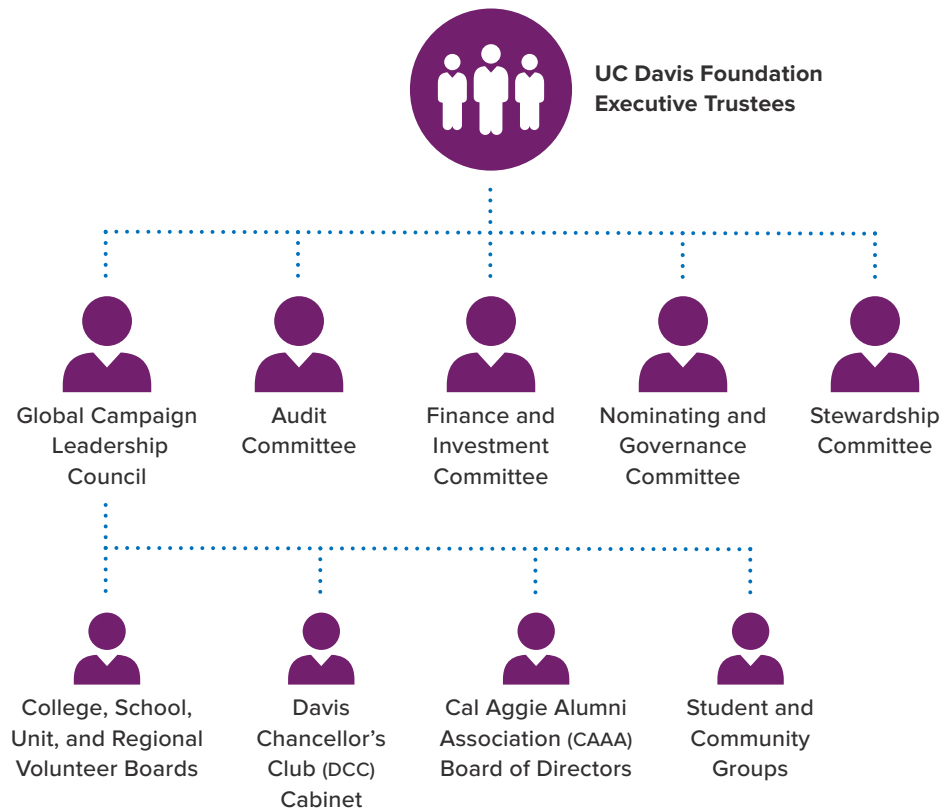 UC Davis Foundation
Executive Trustees
Global Campaign
Leadership
Council
Audit
Committee
Finance and
Investment
Committee
Nominating and
Governance
Committee
Stewardship
Committee
College, School,
Unit, and Regional
Volunteer Boards
Davis
Chancellor’s
Club (DCC)
Cabinet
Cal Aggie Alumni
Association (CAAA)
Board of Directors
Student and
Community
Groups